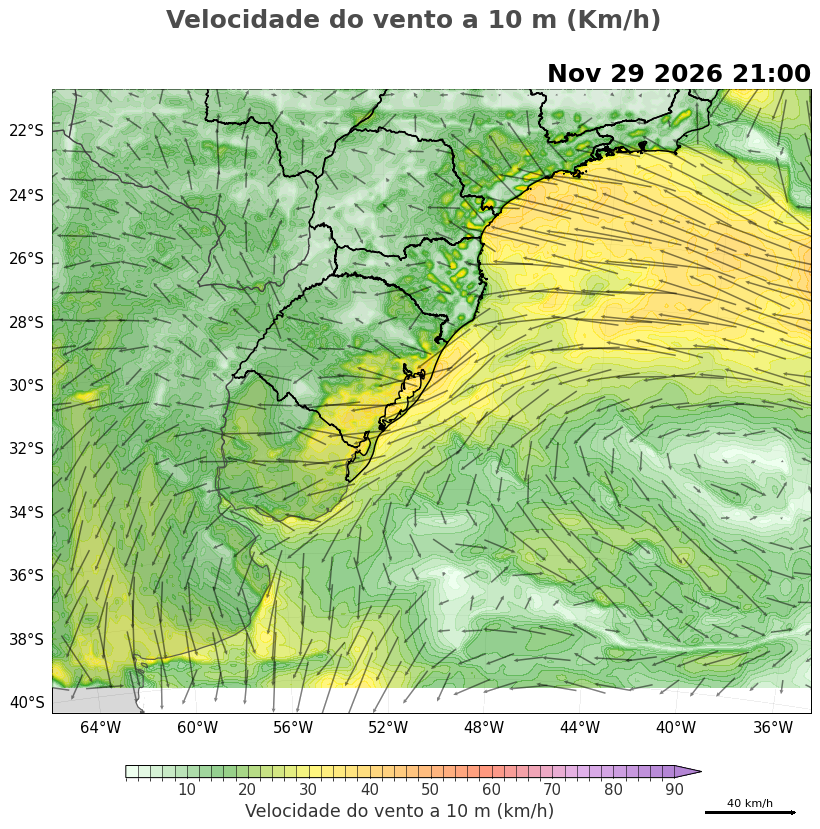 Velocidade do vento a 10 m (Km/h)
Nov 29 2026 21:00
22°S
24°S
26°S
28°S
30°S
32°S
34°S
36°S
38°S
40°S
64°W 60°W 56°W 52°W 48°W 44°W 40°W 36°W
10 20 30 40 50 60 70 80 90
Velocidade do vento a 10 m (km/h)
40 km/h